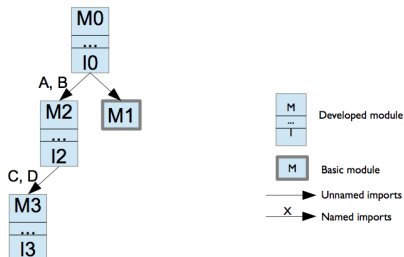 M0
...
I0
A, B
M2
...
I2
M1
C, D
M3
...
I3
M
...
I
Developed module
M
Basic module
Unnamed imports
X
Named imports